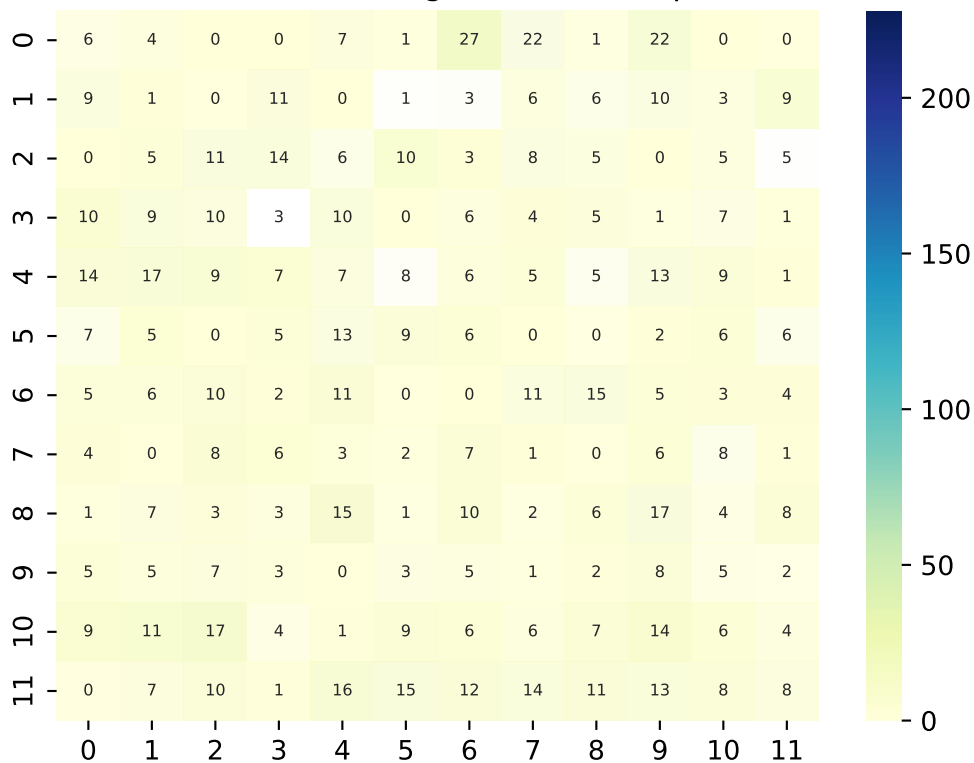 0 6 4 0 0 7 1 27 22 1 22 0 0
1 9 1 0 11 0 1 3 6 6 10 3 9
2 0 5 11 14 6 10 3 8 5 0 5 5
3 10 9 10 3 10 0 6 4 5 1 7 1
4 14 17 9 7 7 8 6 5 5 13 9 1
5 7 5 0 5 13 9 6 0 0 2 6 6
6 5 6 10 2 11 0 0 11 15 5 3 4
7 4 0 8 6 3 2 7 1 0 6 8 1
8 1 7 3 3 15 1 10 2 6 17 4 8
9 5 5 7 3 0 3 5 1 2 8 5 2
10 9 11 17 4 1 9 6 6 7 14 6 4
11 0 7 10 1 16 15 12 14 11 13 8 8
0 1 2 3 4 5 6 7 8 9 10 11
200
150
100
50
0